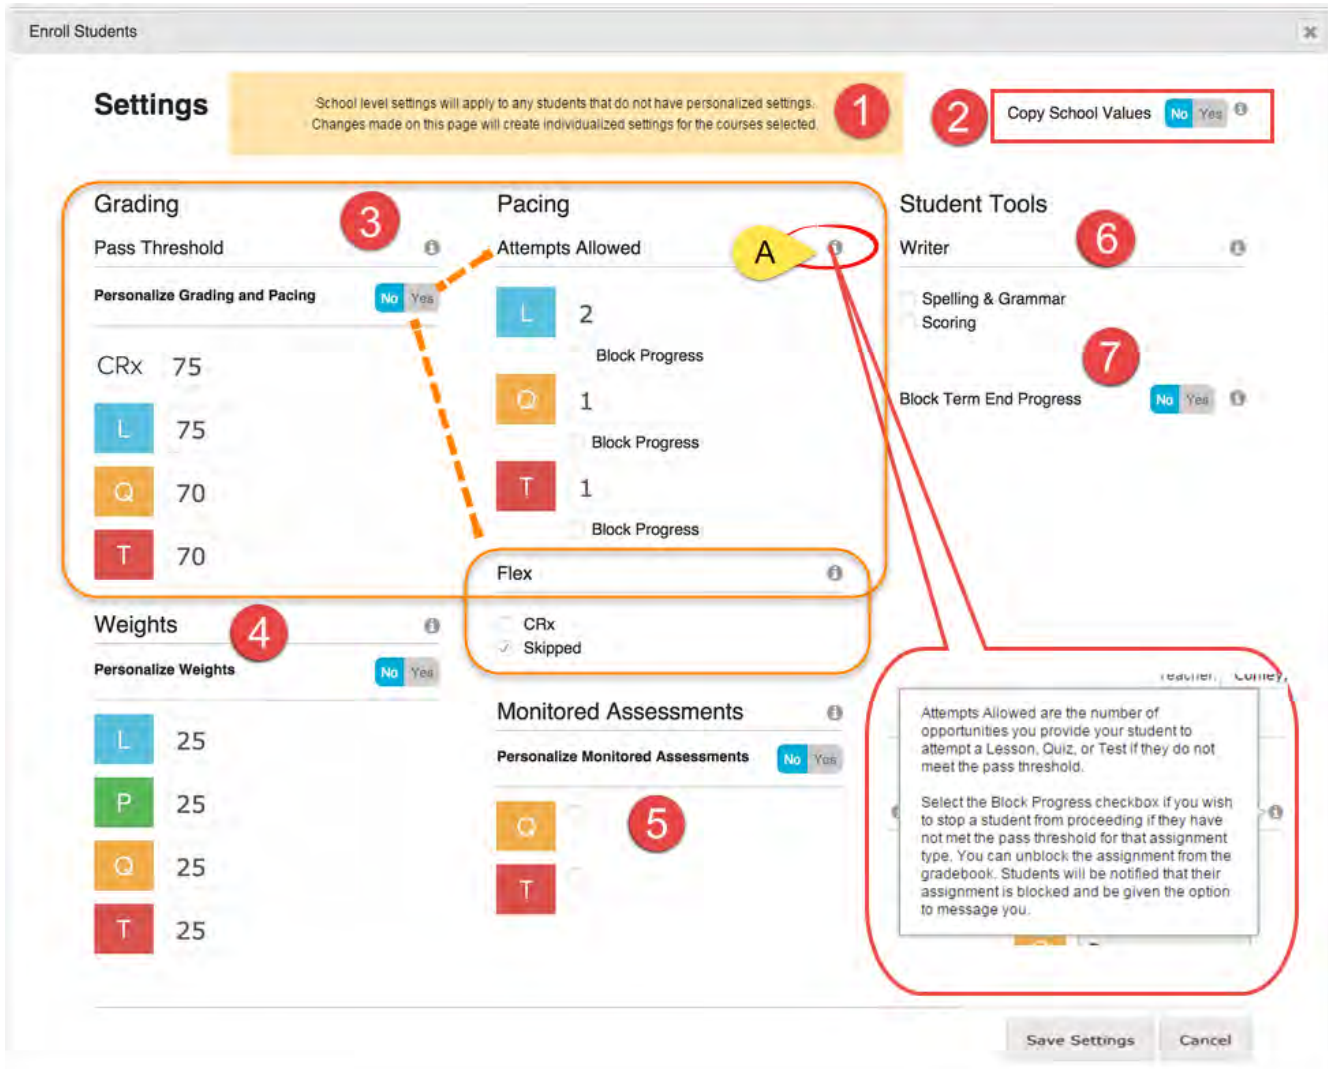 Enroll Students
Settings
School level settings will apply to any students that do not have personalized settings.
Changes made on this page will create individualized settings for the courses selected.
1
2
Copy School Values No Yes
Grading
3
Pass Threshold
Personalize Grading and Pacing No Yes
CRx 75
L 75
Q 70
T 70
Pacing
Attempts Allowed
A
L 2
Block Progress
Q 1
Block Progress
T 1
Block Progress
Flex
CRx
Skipped
Student Tools
Writer
6
Spelling & Grammar
Scoring
7
Block Term End Progress No Yes
Weights
4
Personalize Weights No Yes
L 25
P 25
Q 25
T 25
Monitored Assessments
Personalize Monitored Assessments No Yes
Q
5
T
Teacher:
Attempts Allowed are the number of
opportunities you provide your student to
attempt a Lesson, Quiz, or Test if they do not
meet the pass threshold.
Select the Block Progress checkbox if you wish
to stop a student from proceeding if they have
not met the pass threshold for that assignment
type. You can unblock the assignment from the
gradebook. Students will be notified that their
assignment is blocked and be given the option
to message you.
Save Settings Cancel